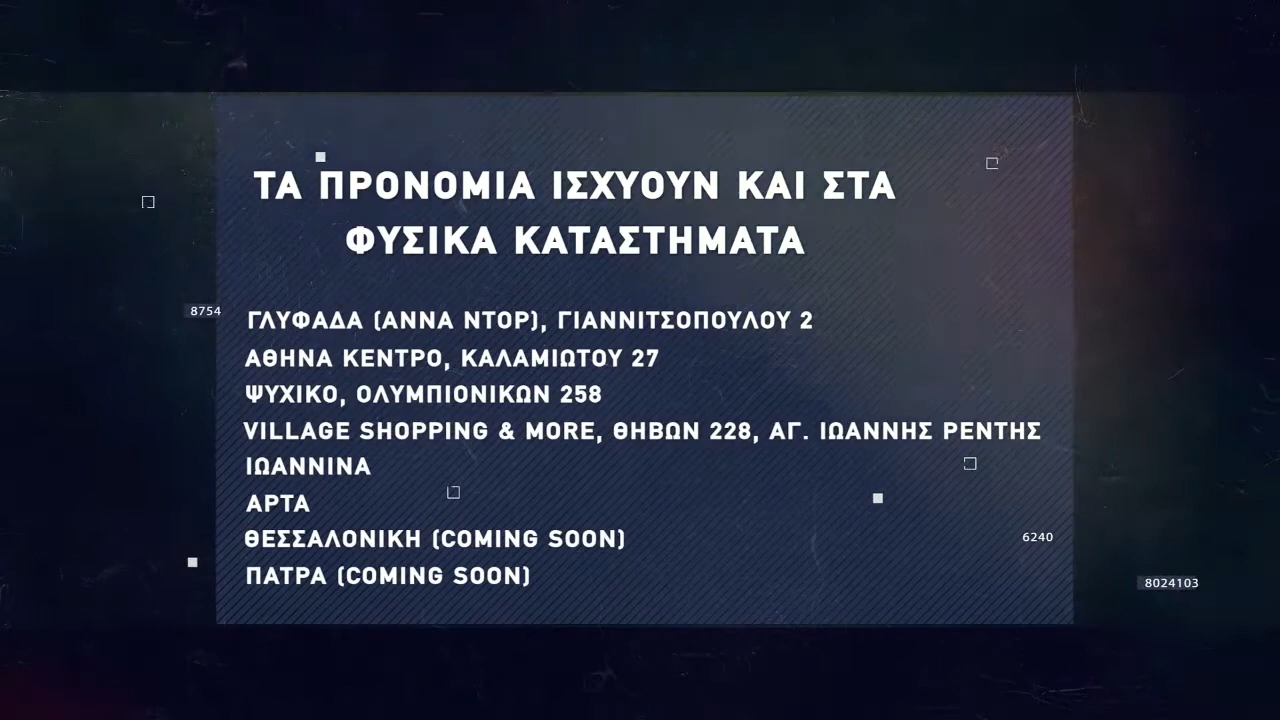 ΤΑ ΠΡΟΝΟΜΙΑ ΙΣΧΥΟΥΝ ΚΑΙ ΣΤΑ
ΦΥΣΙΚΑ ΚΑΤΑΣΤΗΜΑΤΑ
8754
ΓΛΥΦΑΔΑ (ΑΝΝΑ ΝΤΟΡ), ΓΙΑΝΝΙΤΣΟΠΟΥΛΟΥ 2
ΑΘΗΝΑ ΚΕΝΤΡΟ, ΚΑΛΑΜΙΩΤΟΥ 27
ΨΥΧΙΚΟ, ΟΛΥΜΠΙΟΝΙΚΩΝ 258
VILLAGE SHOPPING & MORE, ΘΗΒΩΝ 228, ΑΓ. ΙΩΑΝΝΗΣ ΡΕΝΤΗΣ
ΙΩΑΝΝΙΝΑ
ΑΡΤΑ
ΘΕΣΣΑΛΟΝΙΚΗ (COMING SOON)
6240
ΠΑΤΡΑ (COMING SOON)
8024103